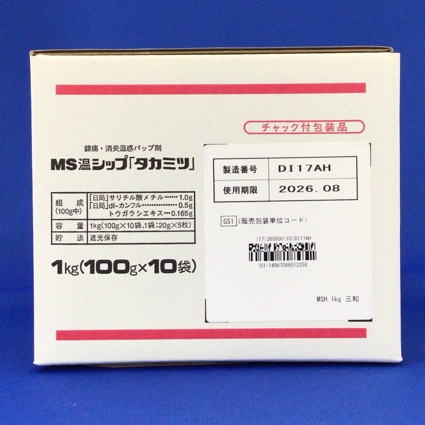 チャック付包装品
鎮痛・消炎温感パップ剤
MS温シップ「タカミツ」
組成(100g中)
「日局」サリチル酸メチル……1.0g
「日局」dl-カンフル……0.5g
トウガラシエキス……0.165g
容量 1kg(100g×10袋、1袋:20g×5枚)
貯法 遮光保存
1kg(100g×10袋)
製造番号 DI17AH
使用期限 2026.08
GS1 (販売包装単位コード)
(17)260800(10)DI17AH
(01)14987086512258
MSH 1kg 三和